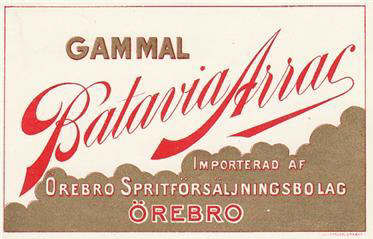 GAMMAL
Batavia Arrac
IMPORTERAD AF
ÖREBRO SPRITFÖRSÄLJNINGSBOLAG
ÖREBRO